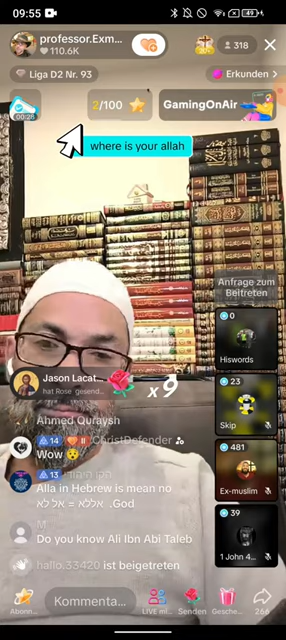 09:55
49%
professor.Exm...
110.6K
318
Liga D2 Nr. 93
Erkunden
00:28
2/100
GamingOnAir
where is your allah
Anfrage zum
Beitreten
0
Hiswords
23
Skip
481
Ex-muslim
39
1 John 4...
Jason Lacat...
hat Rose gesend...
x9
Ahmed Quraysh
14
ChristDefender
Wow 😯
13
Alla in Hebrew is mean no
God. אללא = אל לא
M
Do you know Ali Ibn Abi Taleb
hallo.33420 ist beigetreten
Abonn...
Kommenta...
LIVE mi...
Senden
Gesche...
266